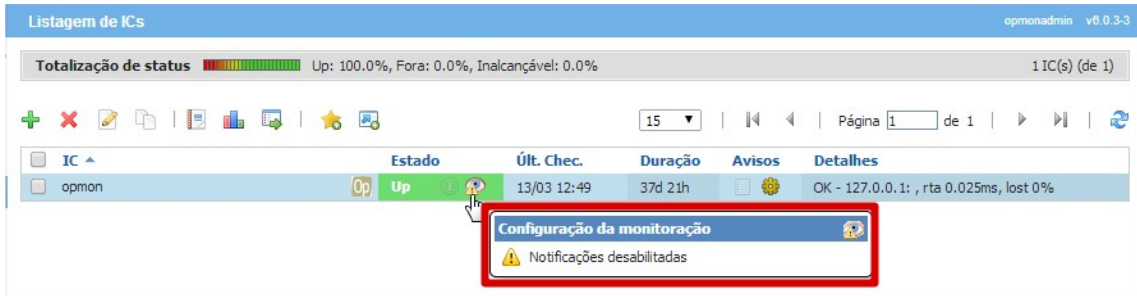 Listagem de ICs opmonadmin v6.0.3-3
Totalização de status Up: 100.0%, Fora: 0.0%, Inalcançável: 0.0% 1 IC(s) (de 1)
15 Página 1 de 1
IC Estado Últ. Chec. Duração Avisos Detalhes
opmon Op Up 13/03 12:49 37d 21h OK - 127.0.0.1: , rta 0.025ms, lost 0%
Configuração da monitoração
Notificações desabilitadas